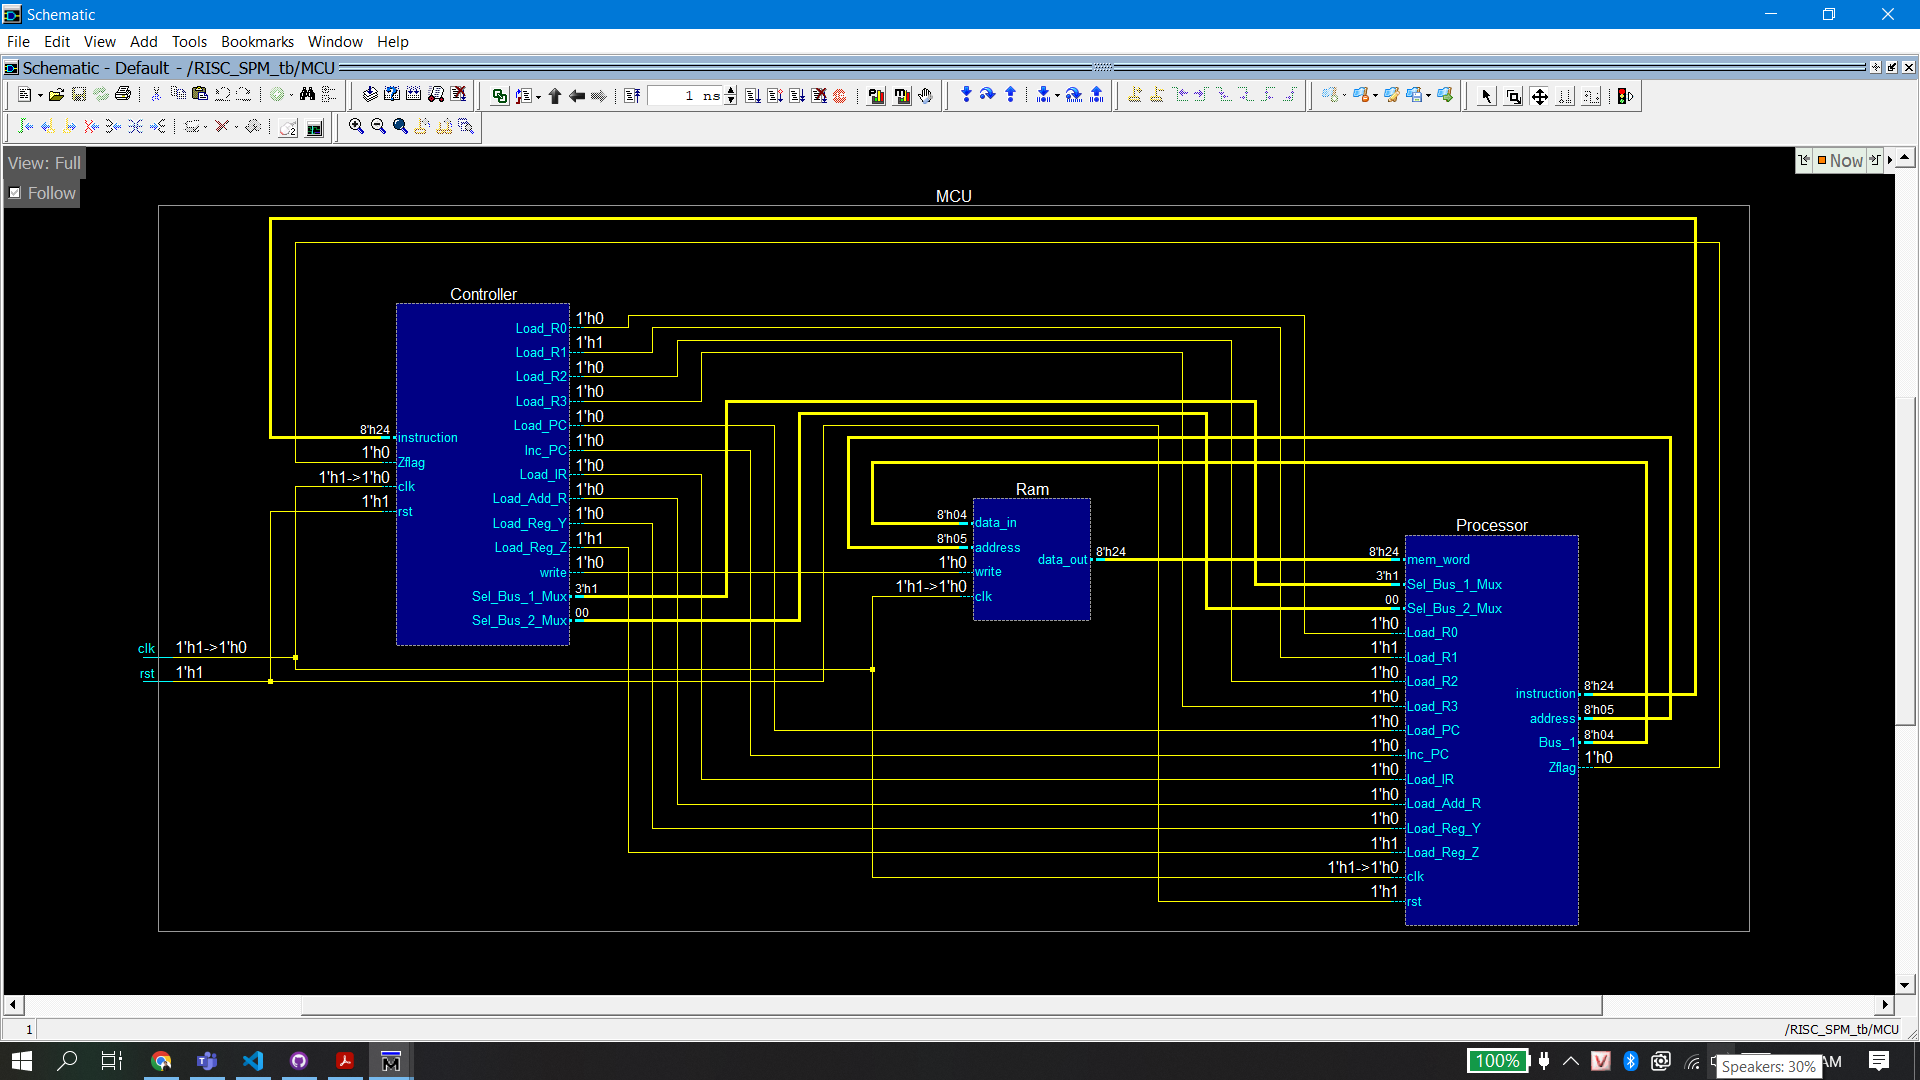 Schematic
File Edit View Add Tools Bookmarks Window Help
Schematic - Default - /RISC_SPM_tb/MCU
1 ns
View: Full
Follow
Now
MCU
Controller
Load_R0 1'h0
Load_R1 1'h1
Load_R2 1'h0
Load_R3 1'h0
Load_PC 1'h0
Inc_PC 1'h0
Load_IR 1'h0
Load_Add_R 1'h0
Load_Reg_Y 1'h0
Load_Reg_Z 1'h1
write 1'h0
Sel_Bus_1_Mux 3'h1
Sel_Bus_2_Mux 00
8'h24 instruction
1'h0 Zflag
1'h1->1'h0 clk
1'h1 rst
clk 1'h1->1'h0
rst 1'h1
Ram
8'h04 data_in
8'h05 address
1'h0 write
1'h1->1'h0 clk
data_out 8'h24
Processor
8'h24 mem_word
3'h1 Sel_Bus_1_Mux
00 Sel_Bus_2_Mux
1'h0 Load_R0
1'h1 Load_R1
1'h0 Load_R2
1'h0 Load_R3
1'h0 Load_PC
1'h0 Inc_PC
1'h0 Load_IR
1'h0 Load_Add_R
1'h0 Load_Reg_Y
1'h1 Load_Reg_Z
1'h1->1'h0 clk
1'h1 rst
instruction 8'h24
address 8'h05
Bus_1 8'h04
Zflag 1'h0
1
/RISC_SPM_tb/MCU
100%
AM
Speakers: 30%